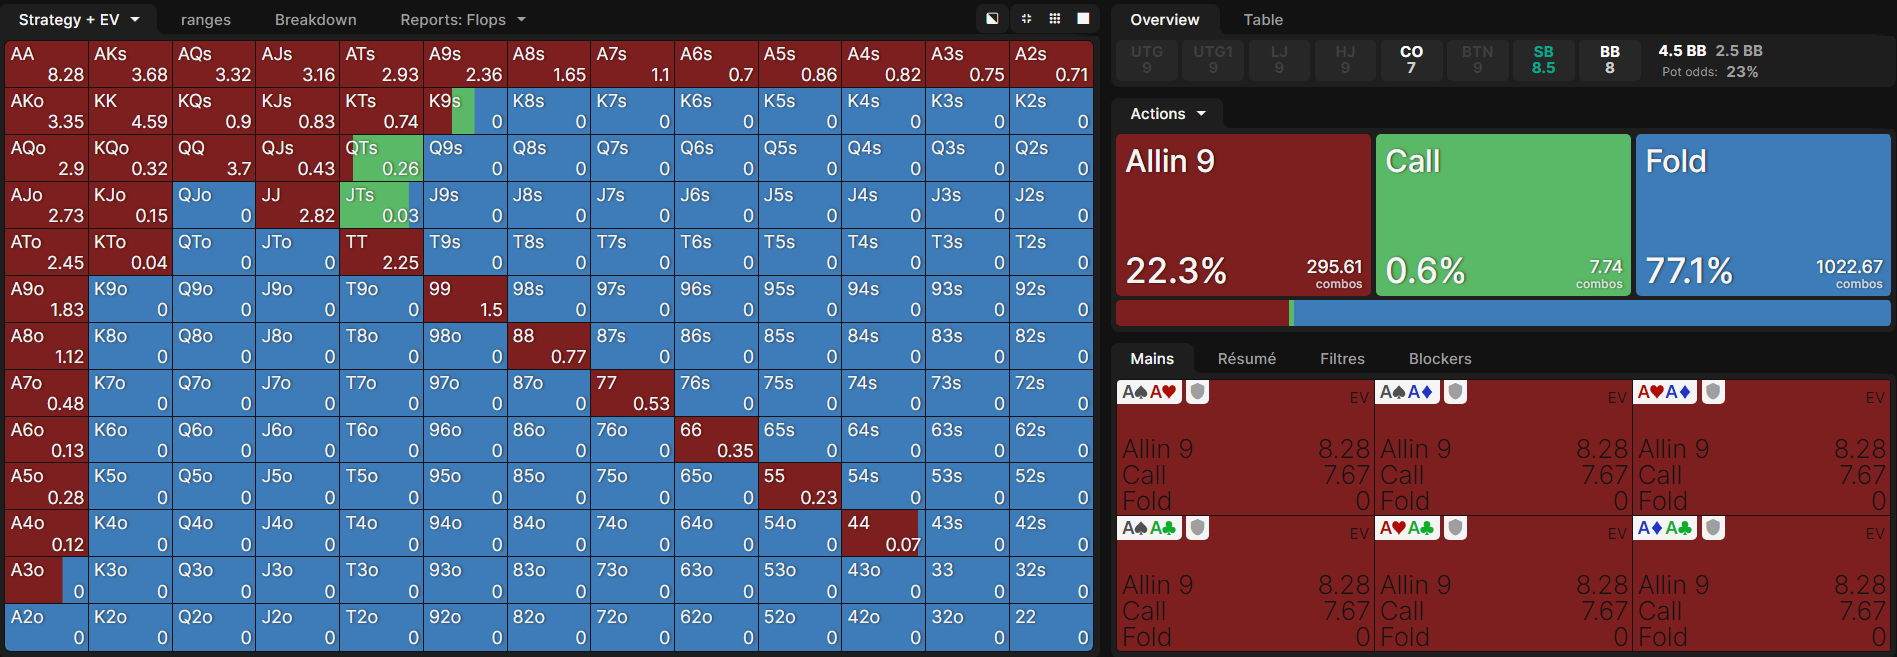 Strategy + EV ranges Breakdown Reports: Flops
AA AKs AQs AJs ATs A9s A8s A7s A6s A5s A4s A3s A2s
8.28 3.68 3.32 3.16 2.93 2.36 1.65 1.1 0.7 0.86 0.82 0.75 0.71
AKo KK KQs KJs KTs K9s K8s K7s K6s K5s K4s K3s K2s
3.35 4.59 0.9 0.83 0.74 0 0 0 0 0 0 0 0
AQo KQo QQ QJs QTs Q9s Q8s Q7s Q6s Q5s Q4s Q3s Q2s
2.9 0.32 3.7 0.43 0.26 0 0 0 0 0 0 0 0
AJo KJo QJo JJ JTs J9s J8s J7s J6s J5s J4s J3s J2s
2.73 0.15 0 2.82 0.03 0 0 0 0 0 0 0 0
ATo KTo QTo JTo TT T9s T8s T7s T6s T5s T4s T3s T2s
2.45 0.04 0 0 2.25 0 0 0 0 0 0 0 0
A9o K9o Q9o J9o T9o 99 98s 97s 96s 95s 94s 93s 92s
1.83 0 0 0 0 1.5 0 0 0 0 0 0 0
A8o K8o Q8o J8o T8o 98o 88 87s 86s 85s 84s 83s 82s
1.12 0 0 0 0 0 0.77 0 0 0 0 0 0
A7o K7o Q7o J7o T7o 97o 87o 77 76s 75s 74s 73s 72s
0.48 0 0 0 0 0 0 0.53 0 0 0 0 0
A6o K6o Q6o J6o T6o 96o 86o 76o 66 65s 64s 63s 62s
0.13 0 0 0 0 0 0 0 0.35 0 0 0 0
A5o K5o Q5o J5o T5o 95o 85o 75o 65o 55 54s 53s 52s
0.28 0 0 0 0 0 0 0 0 0.23 0 0 0
A4o K4o Q4o J4o T4o 94o 84o 74o 64o 54o 44 43s 42s
0.12 0 0 0 0 0 0 0 0 0 0.07 0 0
A3o K3o Q3o J3o T3o 93o 83o 73o 63o 53o 43o 33 32s
0 0 0 0 0 0 0 0 0 0 0 0 0
A2o K2o Q2o J2o T2o 92o 82o 72o 62o 52o 42o 32o 22
0 0 0 0 0 0 0 0 0 0 0 0 0
Overview Table
UTG UTG1 LJ HJ CO BTN SB BB 4.5 BB 2.5 BB
9 9 9 9 7 9 8.5 8 Pot odds: 23%
Actions
Allin 9 Call Fold
22.3% 295.61 0.6% 7.74 77.1% 1022.67
combos combos combos
Mains Résumé Filtres Blockers
A♠A♥ EV A♠A♦ EV A♥A♦ EV
Allin 9 8.28 Allin 9 8.28 Allin 9 8.28
Call 7.67 Call 7.67 Call 7.67
Fold 0 Fold 0 Fold 0
A♠A♣ EV A♥A♣ EV A♦A♣ EV
Allin 9 8.28 Allin 9 8.28 Allin 9 8.28
Call 7.67 Call 7.67 Call 7.67
Fold 0 Fold 0 Fold 0